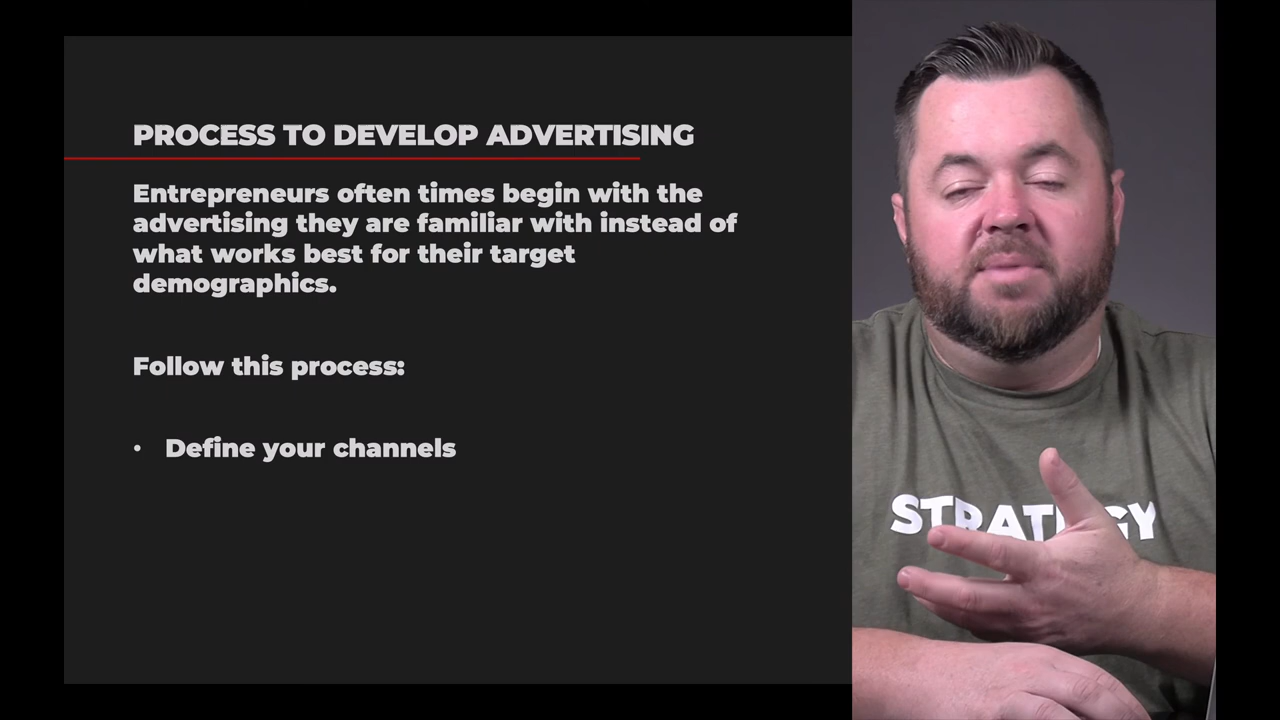 PROCESS TO DEVELOP ADVERTISING
Entrepreneurs often times begin with the
advertising they are familiar with instead of
what works best for their target
demographics.
Follow this process:
• Define your channels
STRATEGY